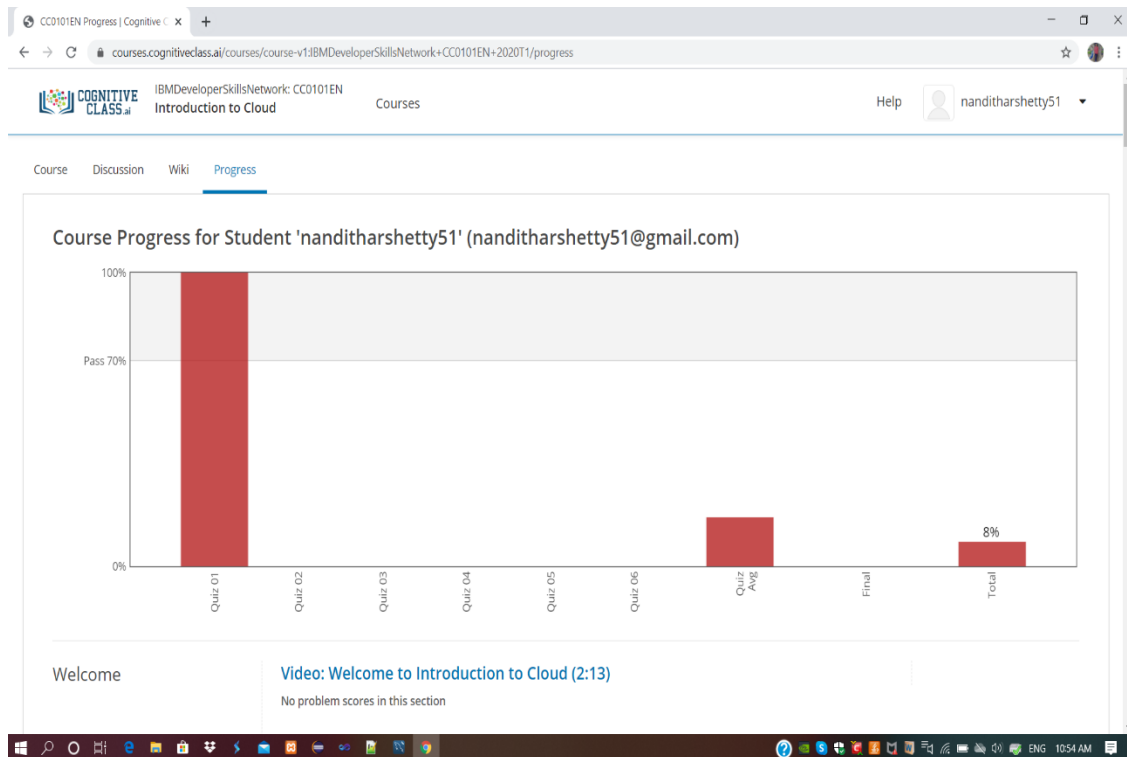 CC0101EN Progress | Cognitive C
courses.cognitiveclass.ai/courses/course-v1:IBMDeveloperSkillsNetwork+CC0101EN+2020T1/progress
COGNITIVE
CLASS.ai
IBMDeveloperSkillsNetwork: CC0101EN
Introduction to Cloud
Courses
Help
nanditharshetty51
Course Discussion Wiki Progress
Course Progress for Student 'nanditharshetty51' (nanditharshetty51@gmail.com)
100%
Pass 70%
0%
8%
Quiz 01
Quiz 02
Quiz 03
Quiz 04
Quiz 05
Quiz 06
Quiz
Avg
Final
Total
Welcome
Video: Welcome to Introduction to Cloud (2:13)
No problem scores in this section
ENG 10:54 AM